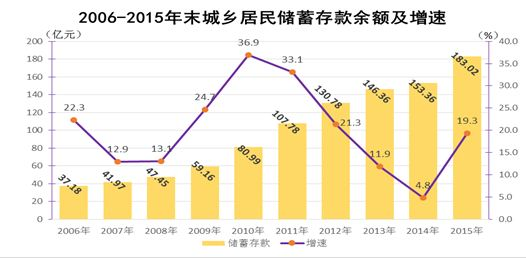 2006-2015年末城乡居民储蓄存款余额及增速
(亿元) (%)
200 180 160 140 120 100 80 60 40 20 0
40.0 35.0 30.0 25.0 20.0 15.0 10.0 5.0 0.0
22.3 12.9 13.1 24.7 36.9 33.1 21.3 11.9 4.8 19.3
37.18 41.97 47.45 59.16 80.99 107.78 130.78 146.36 153.36 183.02
2006年 2007年 2008年 2009年 2010年 2011年 2012年 2013年 2014年 2015年
储蓄存款 增速